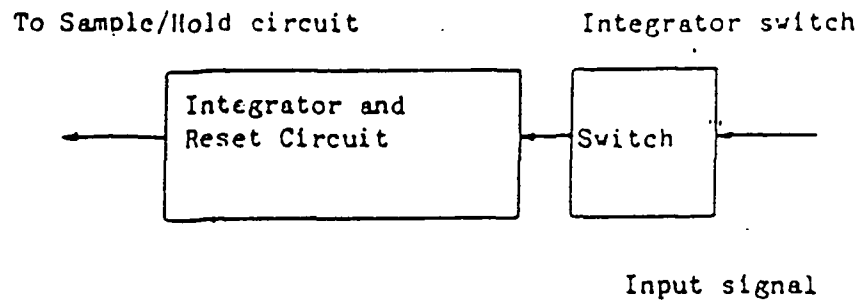 To Sample/Hold circuit
Integrator switch
Integrator and
Reset Circuit
Switch
Input signal